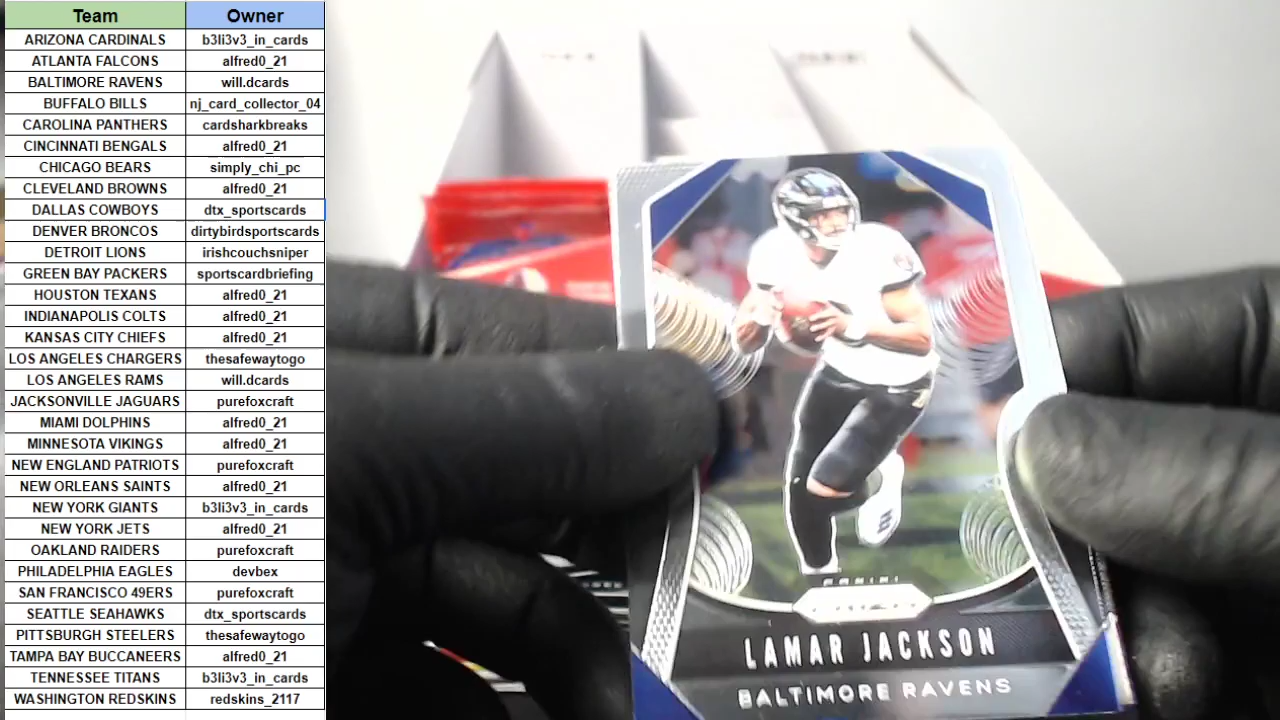 Team Owner
ARIZONA CARDINALS b3li3v3_in_cards
ATLANTA FALCONS alfred0_21
BALTIMORE RAVENS will.dcards
BUFFALO BILLS nj_card_collector_04
CAROLINA PANTHERS cardsharkbreaks
CINCINNATI BENGALS alfred0_21
CHICAGO BEARS simply_chi_pc
CLEVELAND BROWNS alfred0_21
DALLAS COWBOYS dtx_sportscards
DENVER BRONCOS dirtybirdsportscards
DETROIT LIONS irishcouchsniper
GREEN BAY PACKERS sportscardbriefing
HOUSTON TEXANS alfred0_21
INDIANAPOLIS COLTS alfred0_21
KANSAS CITY CHIEFS alfred0_21
LOS ANGELES CHARGERS thesafewaytogo
LOS ANGELES RAMS will.dcards
JACKSONVILLE JAGUARS purefoxcraft
MIAMI DOLPHINS alfred0_21
MINNESOTA VIKINGS alfred0_21
NEW ENGLAND PATRIOTS purefoxcraft
NEW ORLEANS SAINTS alfred0_21
NEW YORK GIANTS b3li3v3_in_cards
NEW YORK JETS alfred0_21
OAKLAND RAIDERS purefoxcraft
PHILADELPHIA EAGLES devbex
SAN FRANCISCO 49ERS purefoxcraft
SEATTLE SEAHAWKS dtx_sportscards
PITTSBURGH STEELERS thesafewaytogo
TAMPA BAY BUCCANEERS alfred0_21
TENNESSEE TITANS b3li3v3_in_cards
WASHINGTON REDSKINS redskins_2117
PANINI
LAMAR JACKSON
BALTIMORE RAVENS